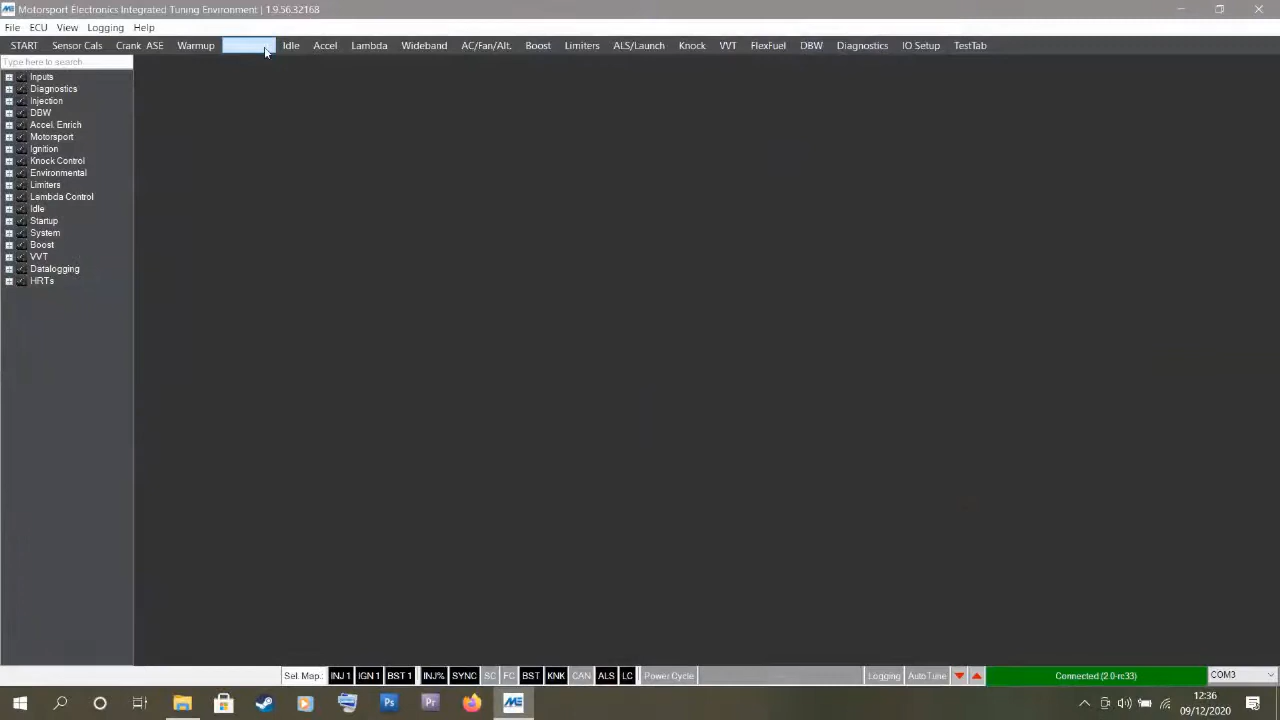 Motorsport Electronics Integrated Tuning Environment | 1.9.56.32168
File ECU View Logging Help
START Sensor Cals Crank ASE Warmup Idle Accel Lambda Wideband AC/Fan/Alt. Boost Limiters ALS/Launch Knock VVT FlexFuel DBW Diagnostics IO Setup TestTab
Type here to search
Inputs
Diagnostics
Injection
DBW
Accel. Enrich
Motorsport
Ignition
Knock Control
Environmental
Limiters
Lambda Control
Idle
Startup
System
Boost
VVT
Datalogging
HRTs
Sel. Map.: INJ 1 IGN 1 BST 1 INJ% SYNC SC FC BST KNK CAN ALS LC Power Cycle Logging AutoTune Connected (2.0-rc33) COM3
Ps Pr ME 12:36
09/12/2020